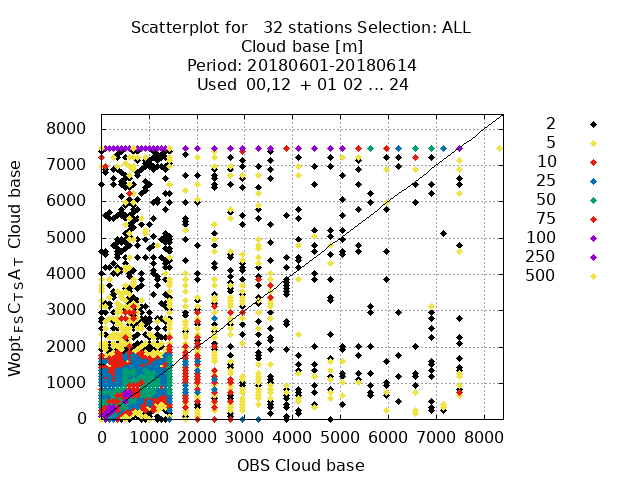 Scatterplot for   32 stations Selection: ALL
Cloud base [m]
Period: 20180601-20180614
Used  00,12  + 01 02 ... 24
8000
7000
6000
5000
4000
3000
2000
1000
0
0 1000 2000 3000 4000 5000 6000 7000 8000
OBS Cloud base
Wopt FS C T S A T  Cloud base
2
5
10
25
50
75
100
250
500